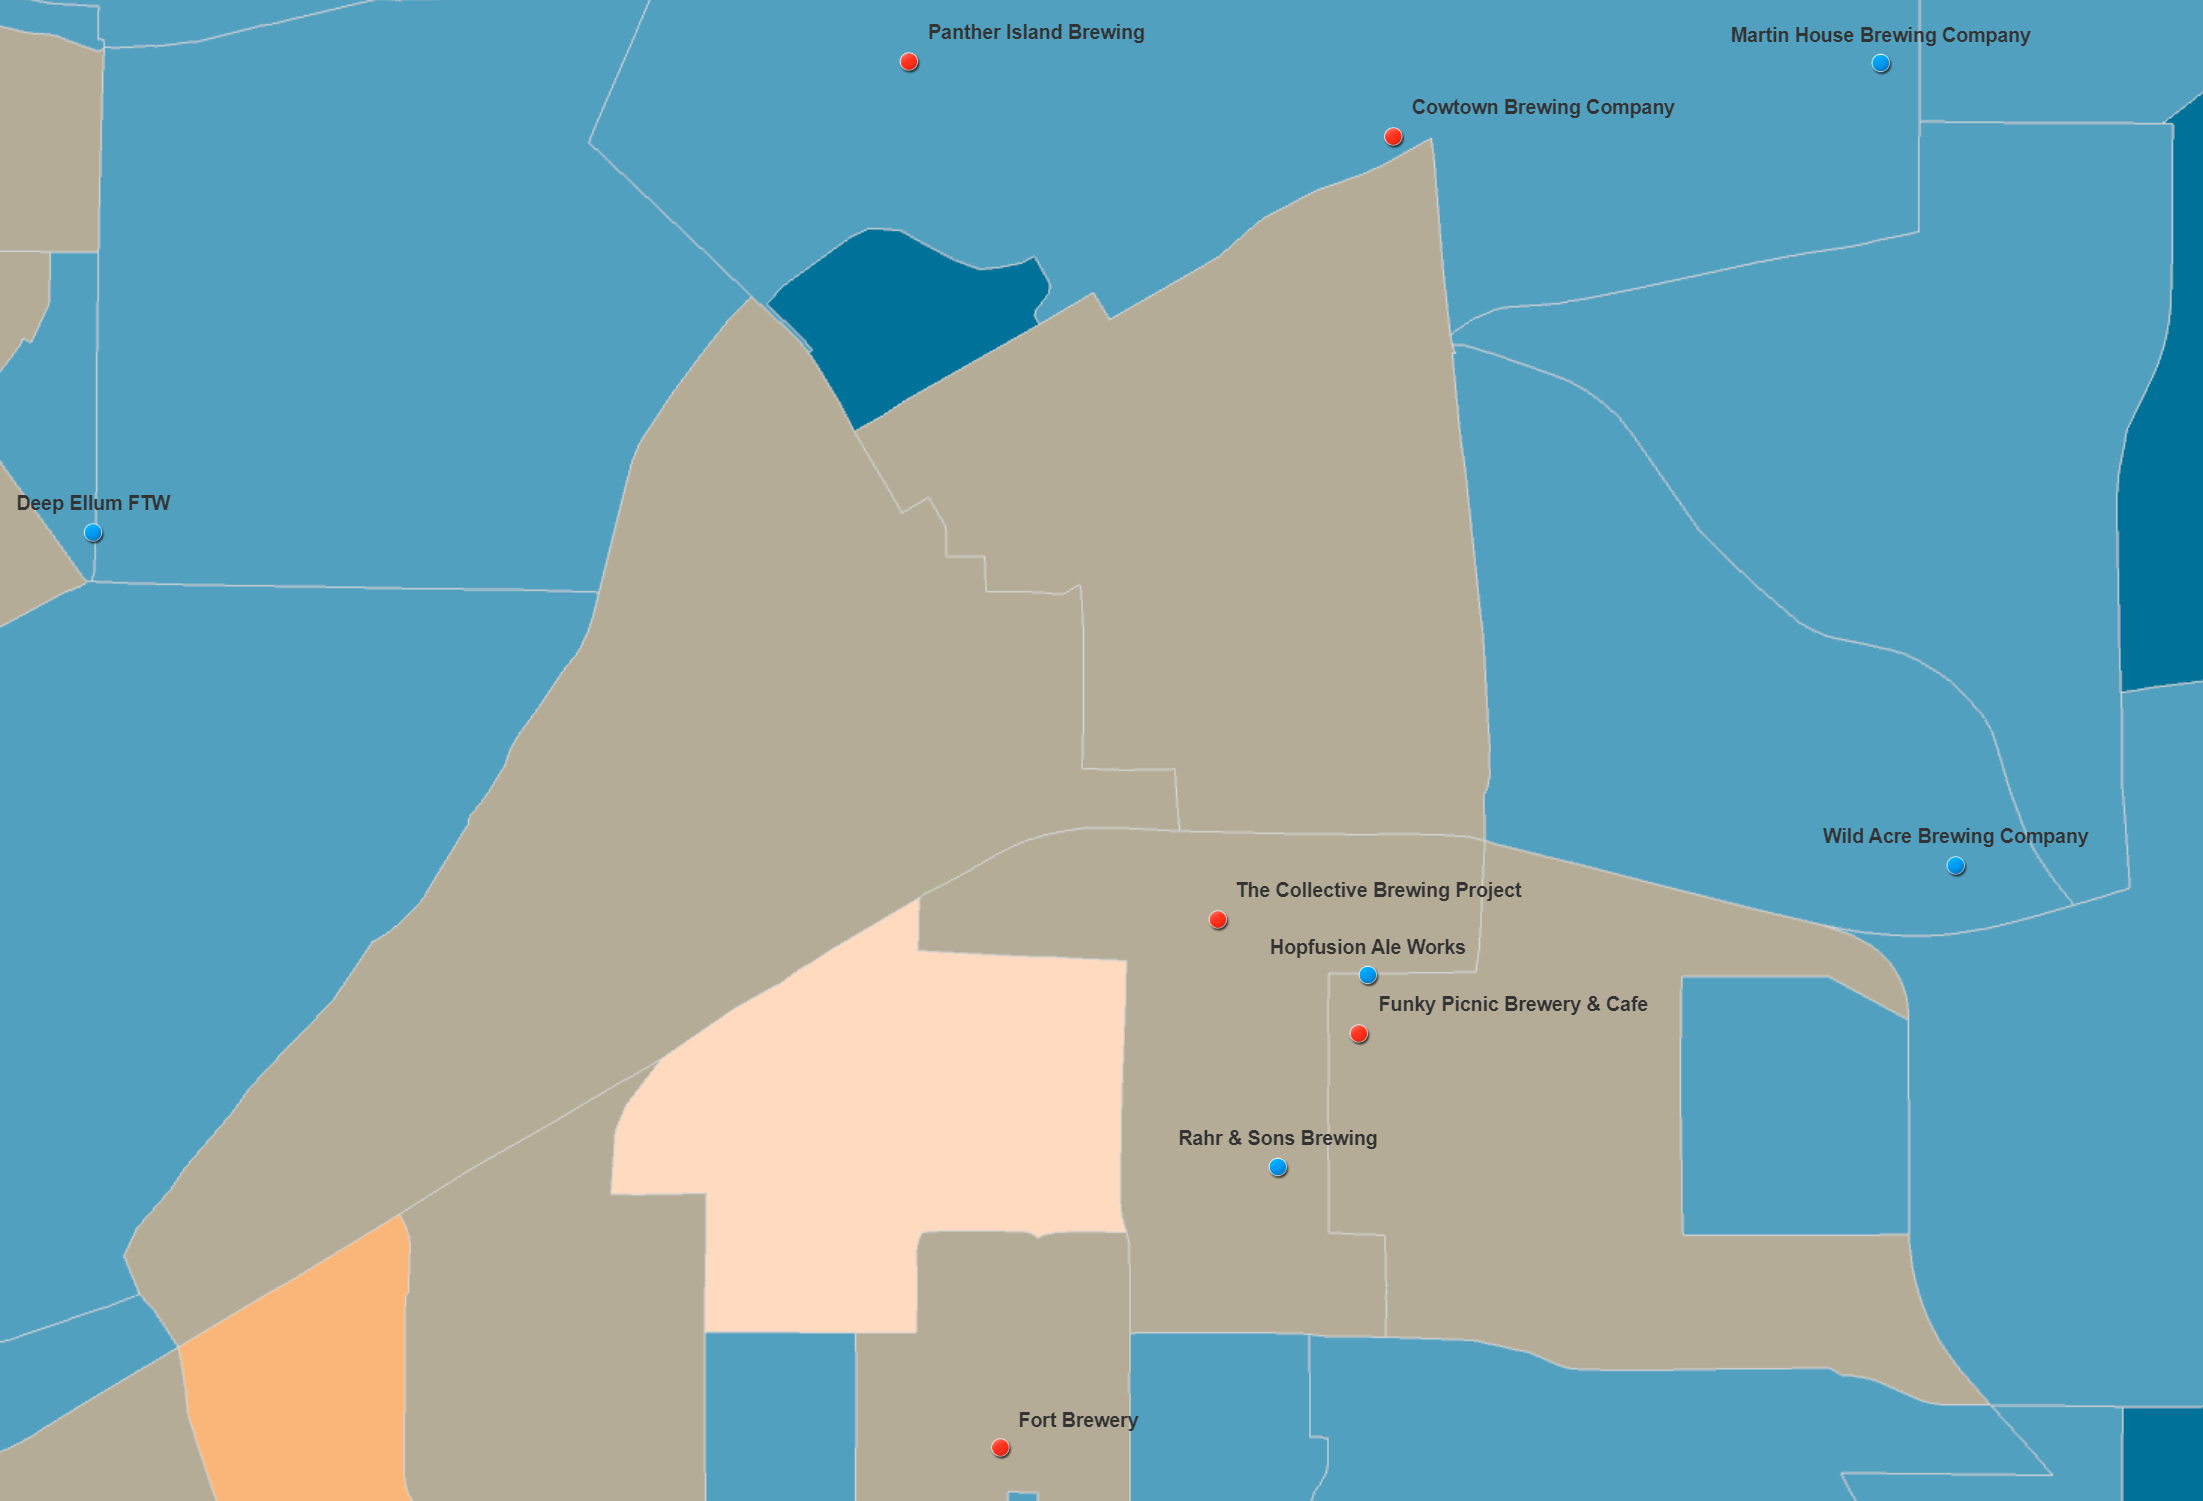 Panther Island Brewing
Martin House Brewing Company
Cowtown Brewing Company
Deep Ellum FTW
Wild Acre Brewing Company
The Collective Brewing Project
Hopfusion Ale Works
Funky Picnic Brewery & Cafe
Rahr & Sons Brewing
Fort Brewery